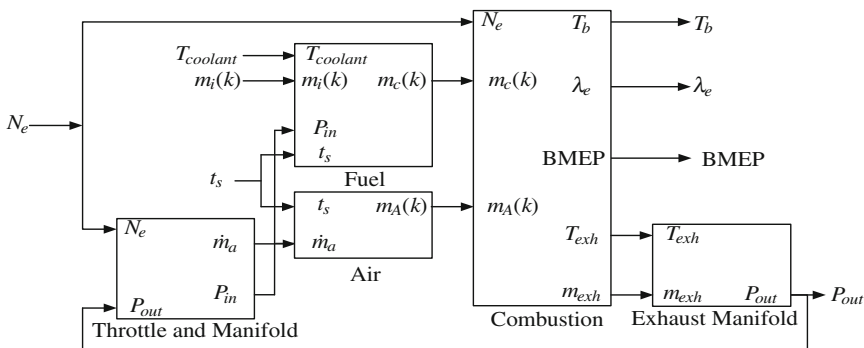 N_e T_b T_b
T_coolant T_coolant
m_i(k) m_i(k) m_c(k) m_c(k) λ_e λ_e
N_e
P_in
t_s BMEP BMEP
t_s Fuel
t_s m_A(k) m_A(k)
N_e T_exh T_exh
ṁ_a ṁ_a
Air
P_out P_in m_exh m_exh P_out P_out
Throttle and Manifold Combustion Exhaust Manifold